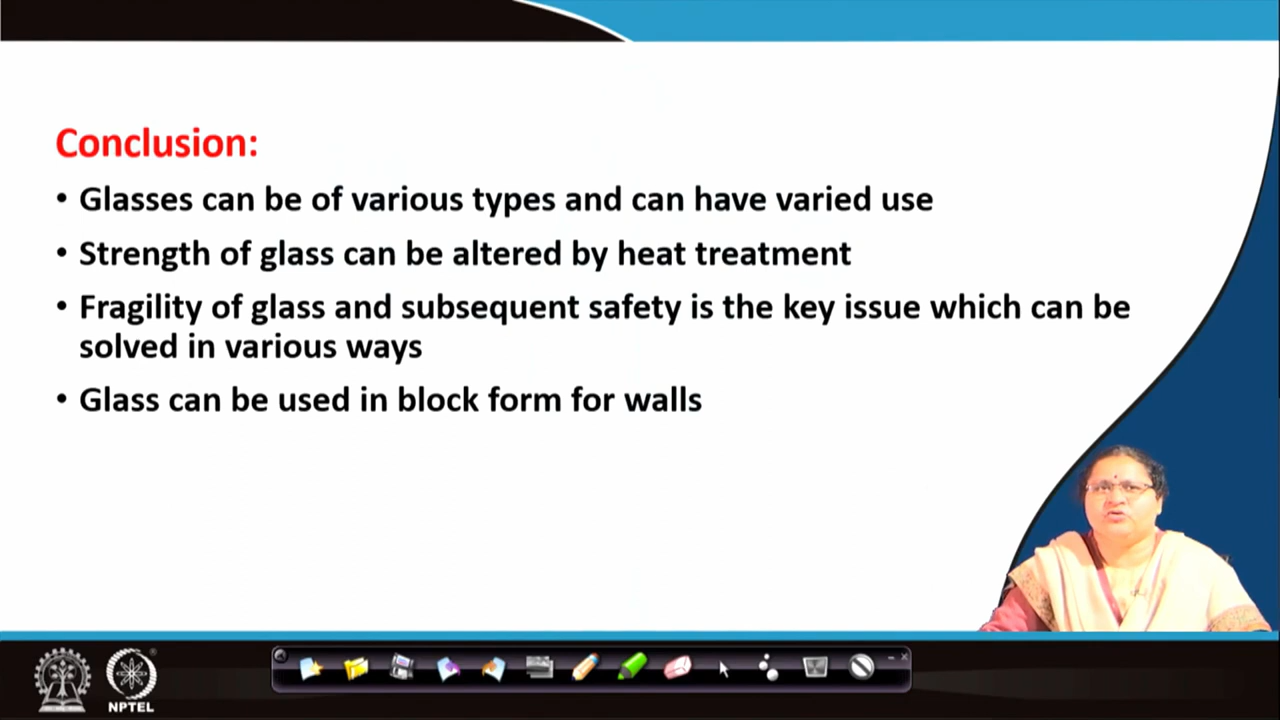 Conclusion:
• Glasses can be of various types and can have varied use
• Strength of glass can be altered by heat treatment
• Fragility of glass and subsequent safety is the key issue which can be
solved in various ways
• Glass can be used in block form for walls
NPTEL